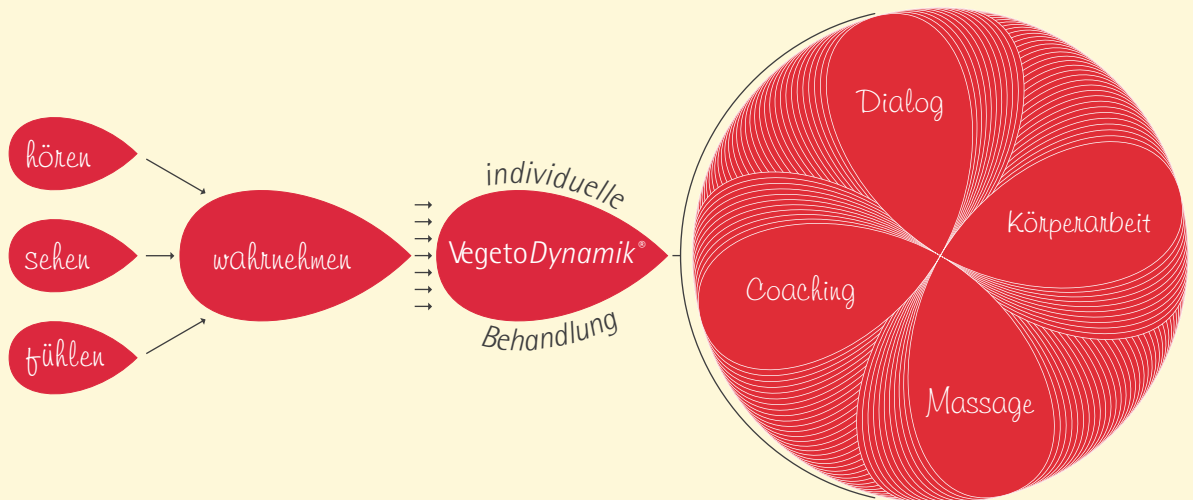 hören
sehen
fühlen
wahrnehmen
individuelle
VegetoDynamik®
Behandlung
Dialog
Körperarbeit
Coaching
Massage